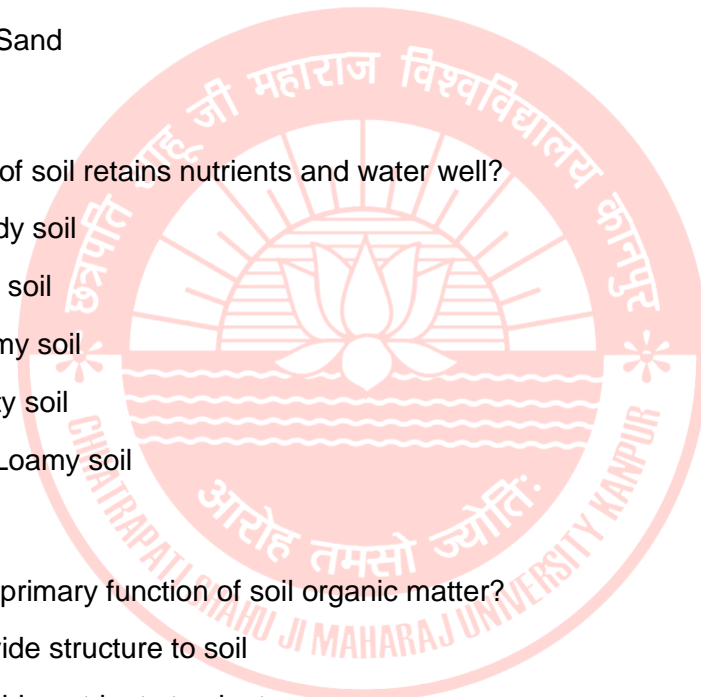 Sand
of soil retains nutrients and water well?
dy soil
soil
my soil
ty soil
Loamy soil
primary function of soil organic matter?
ide structure to soil
छत्रपति शाहू जी महाराज विश्वविद्यालय कानपुर
आरोह तमसो ज्योतिः
CHHATRAPATI SHAHU JI MAHARAJ UNIVERSITY KANPUR